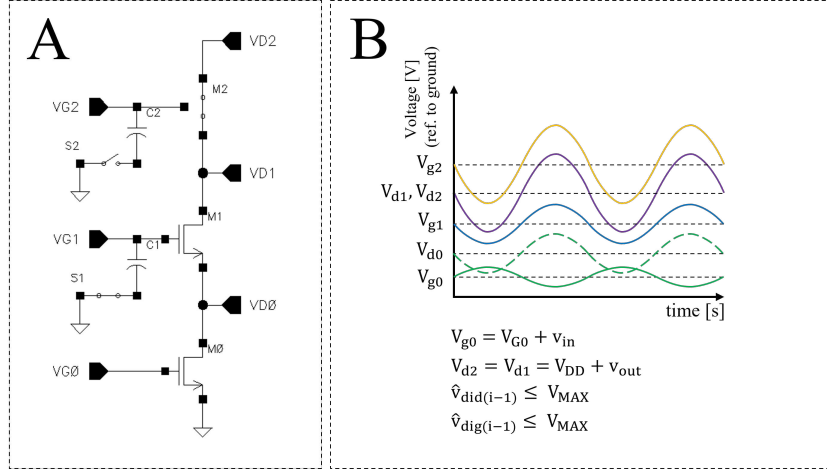 A
VD2
M2
VG2
C2
S2
VD1
M1
VG1
C1
S1
VDØ
MØ
VGØ
B
Voltage [V]
(ref. to ground)
Vg2
Vd1, Vd2
Vg1
Vd0
Vg0
time [s]
Vg0 = VG0 + vin
Vd2 = Vd1 = VDD + vout
v̂did(i−1) ≤ VMAX
v̂dig(i−1) ≤ VMAX